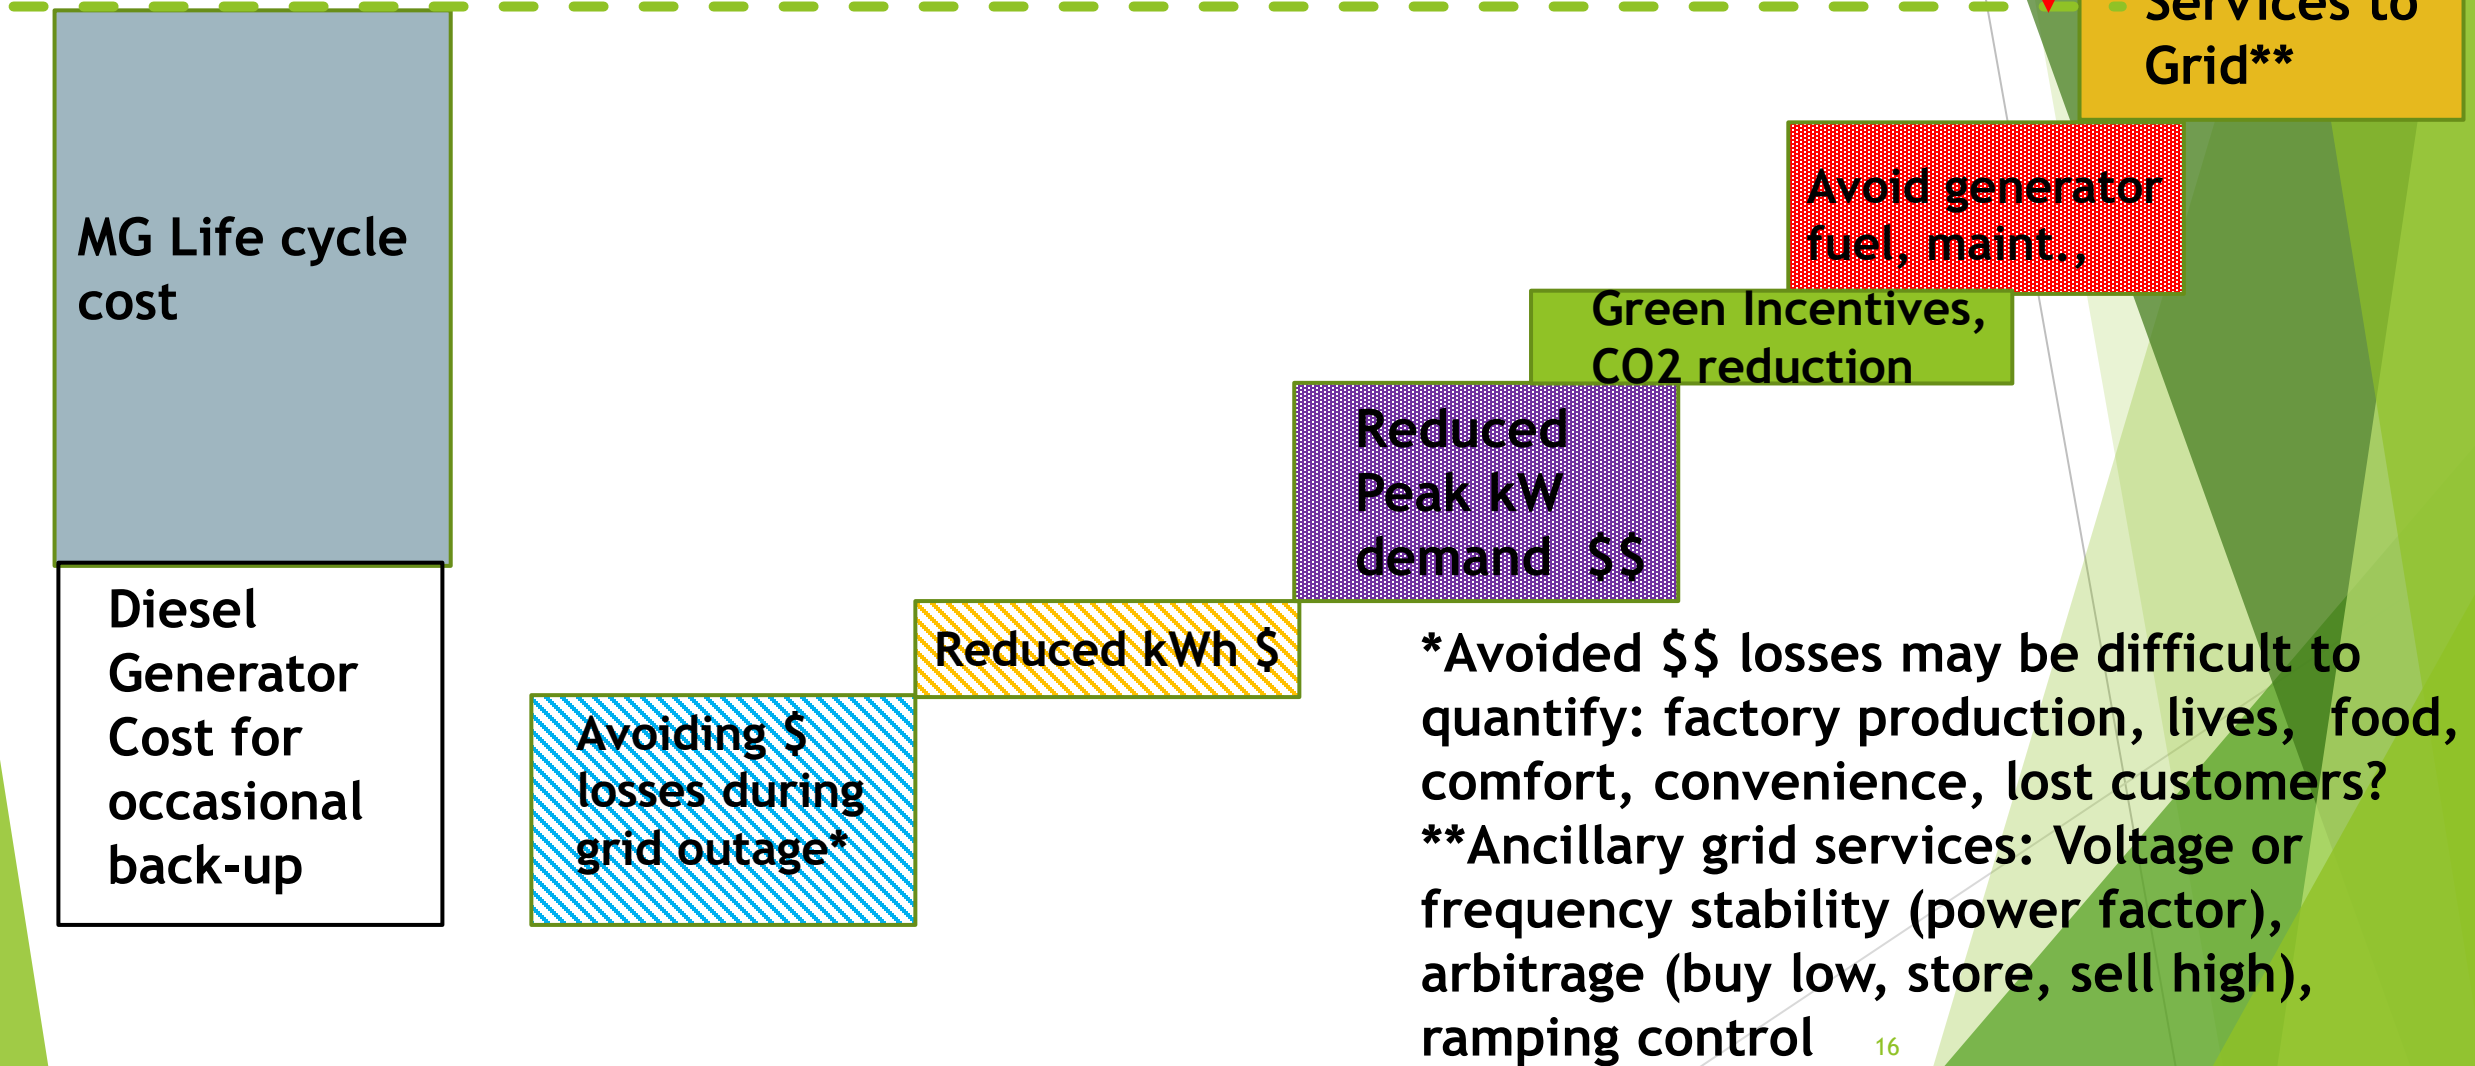 Services to
Grid**
Avoid generator
fuel, maint.,
MG Life cycle
cost
Green Incentives,
CO2 reduction
Reduced
Peak kW
demand $$
Diesel
Generator
Cost for
occasional
back-up
Reduced kWh $
Avoiding $
losses during
grid outage*
*Avoided $$ losses may be difficult to
quantify: factory production, lives, food,
comfort, convenience, lost customers?
**Ancillary grid services: Voltage or
frequency stability (power factor),
arbitrage (buy low, store, sell high),
ramping control
16